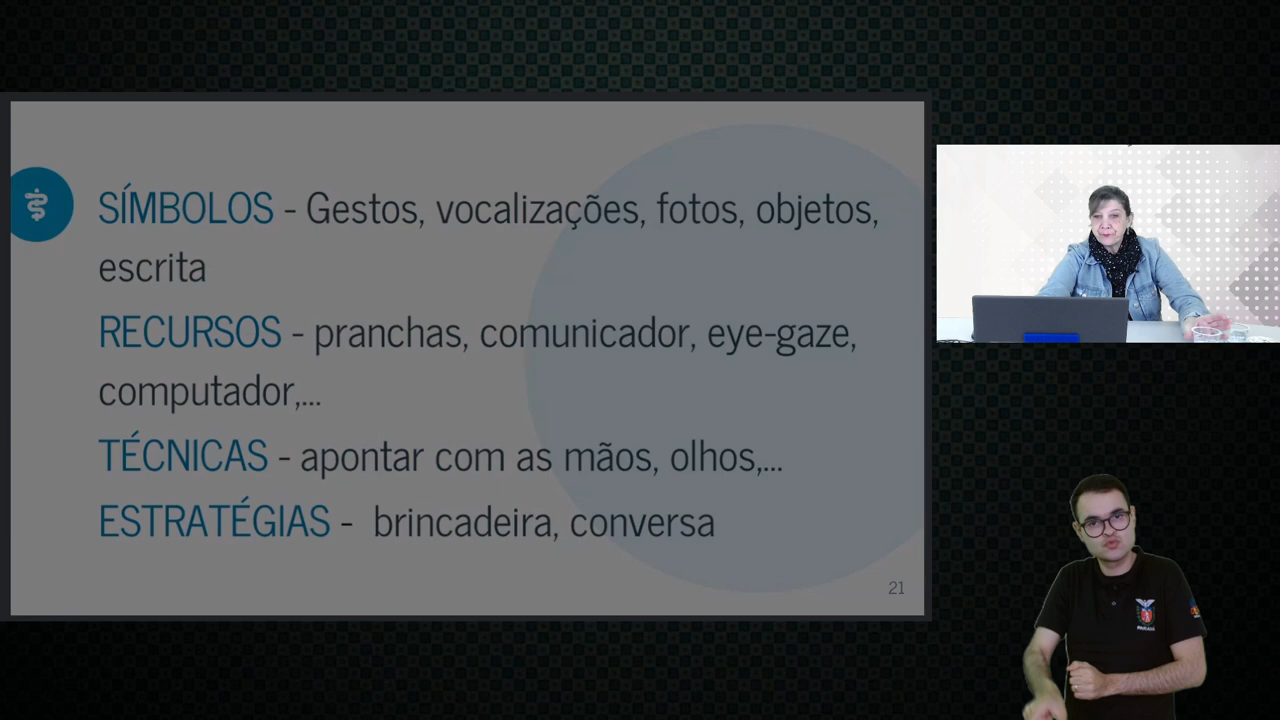 SÍMBOLOS - Gestos, vocalizações, fotos, objetos,
escrita
RECURSOS - pranchas, comunicador, eye-gaze,
computador,...
TÉCNICAS - apontar com as mãos, olhos,...
ESTRATÉGIAS - brincadeira, conversa
21